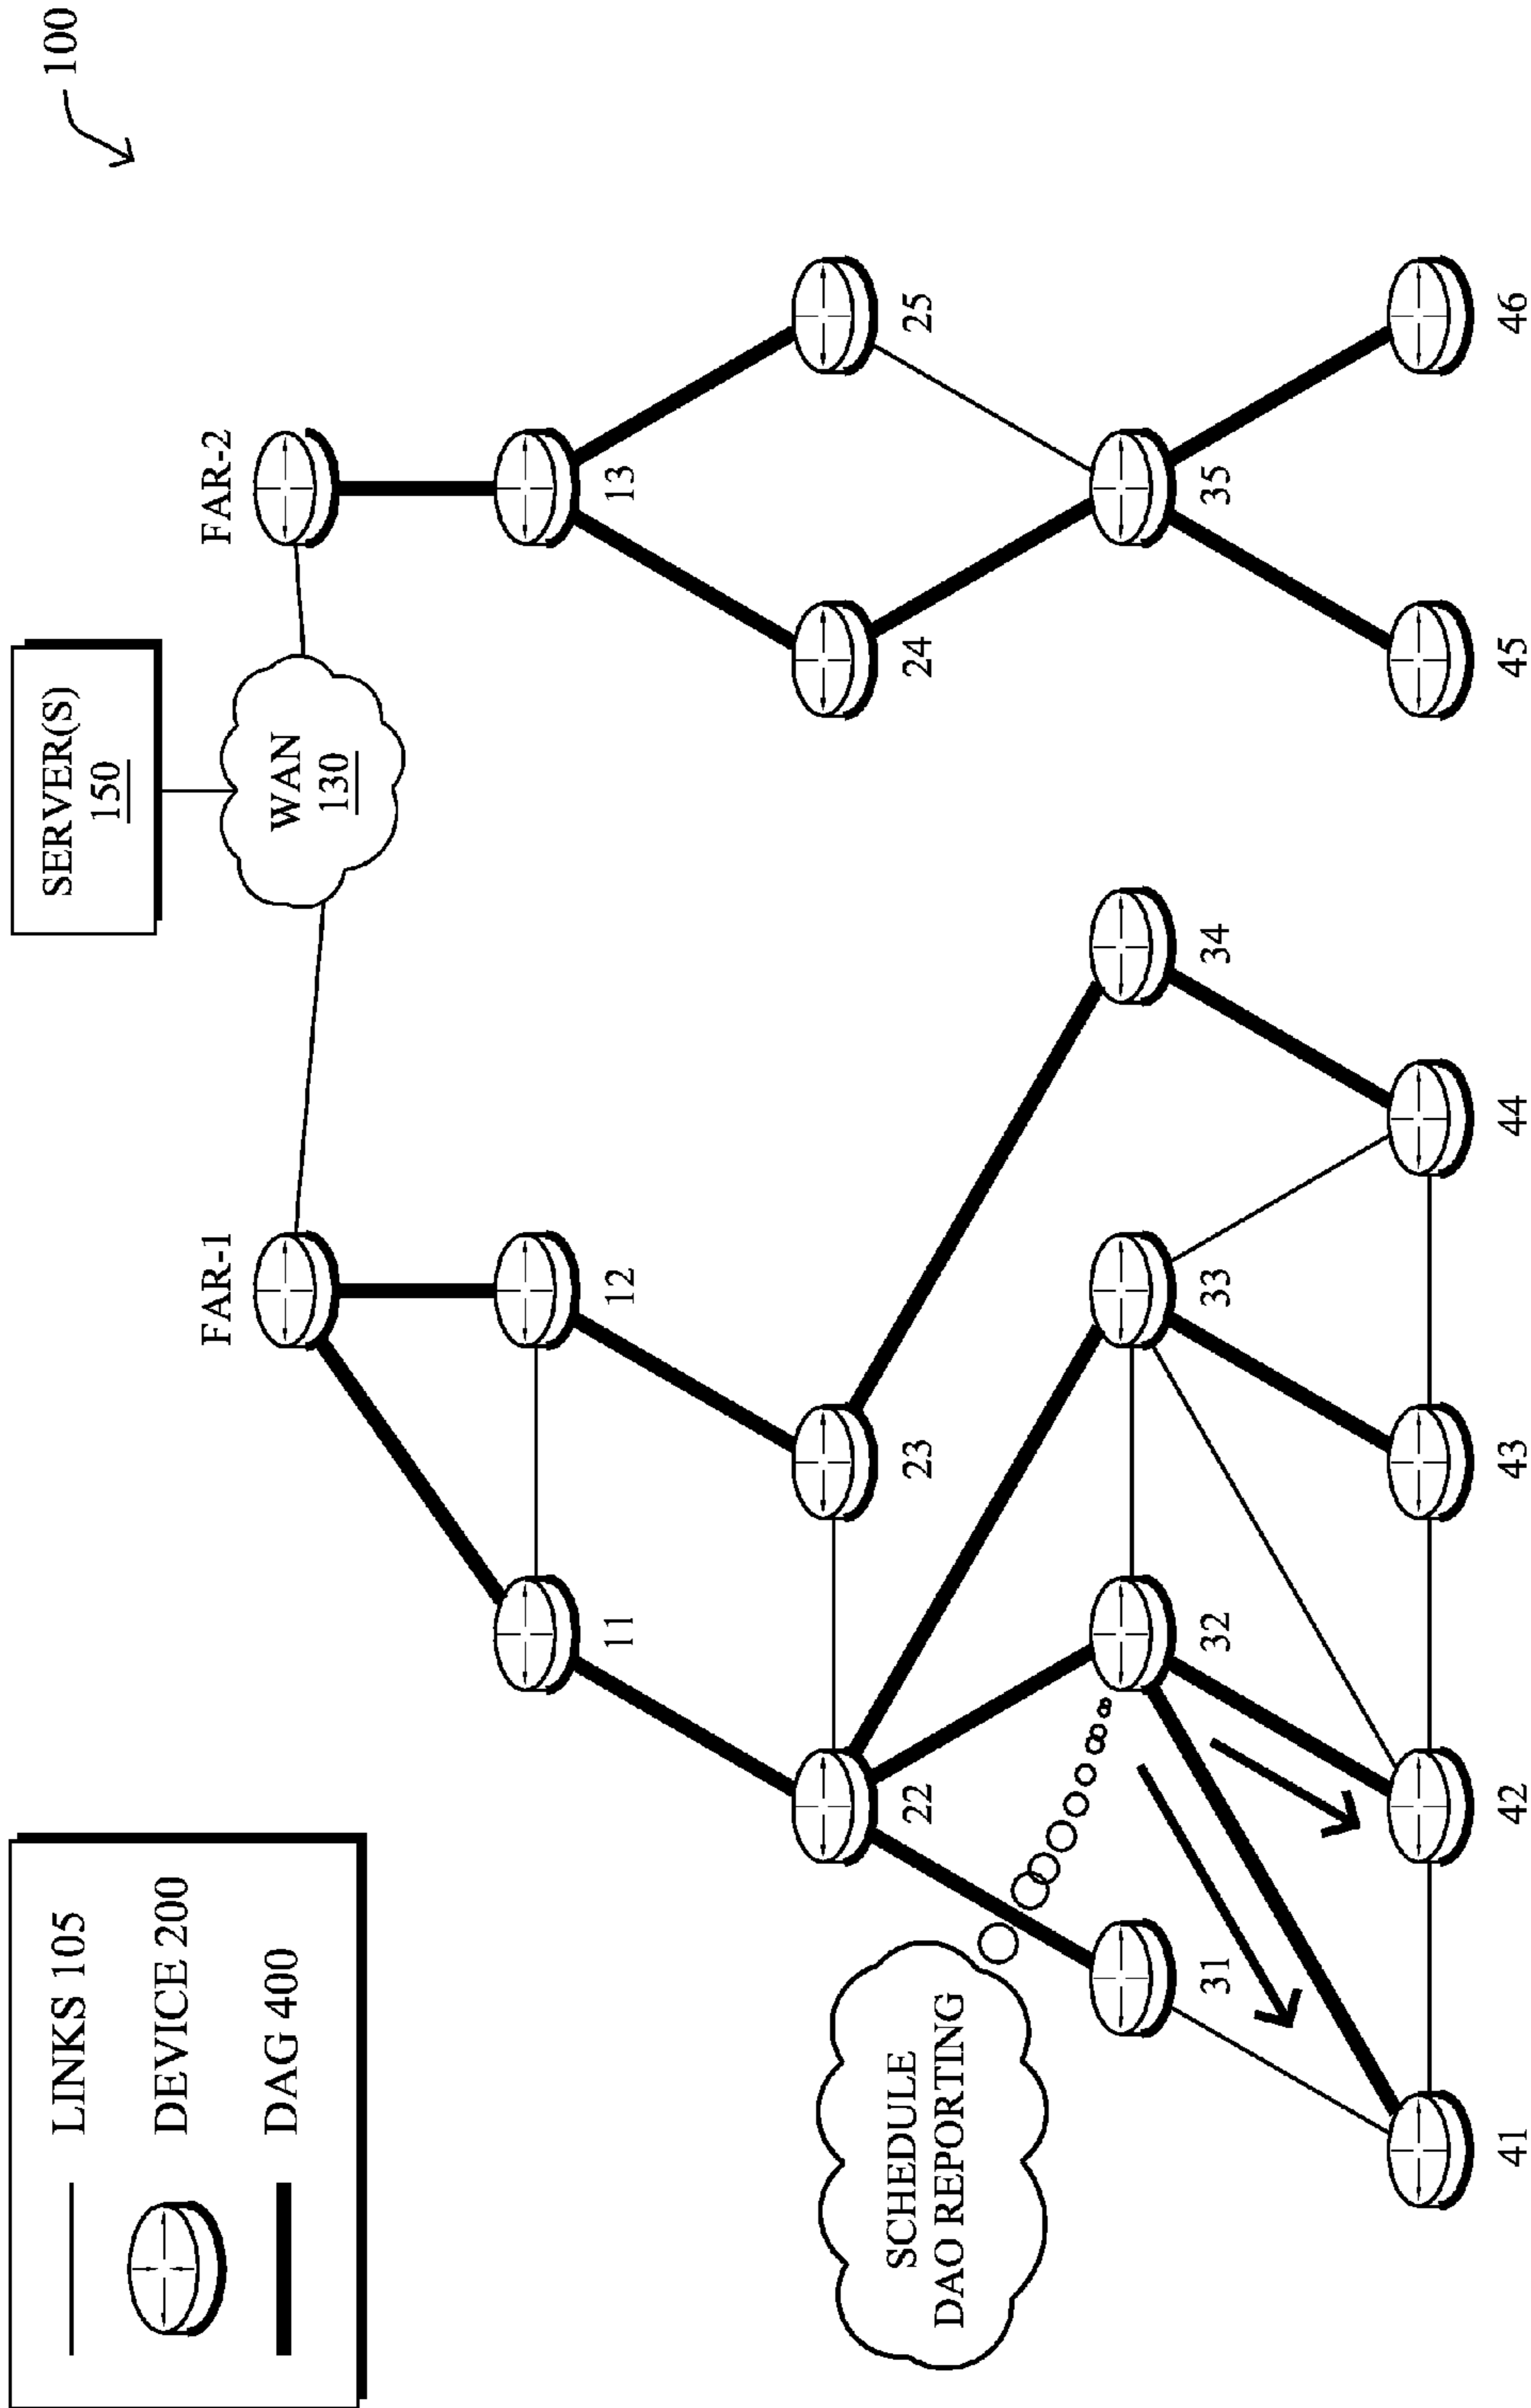 100
SERVER(S)
150
WAN
130
FAR-1
FAR-2
LINKS 105
DEVICE 200
DAG 400
11
12
13
22
23
24
25
SCHEDULE
DAO REPORTING
31
32
33
34
35
41
42
43
44
45
46